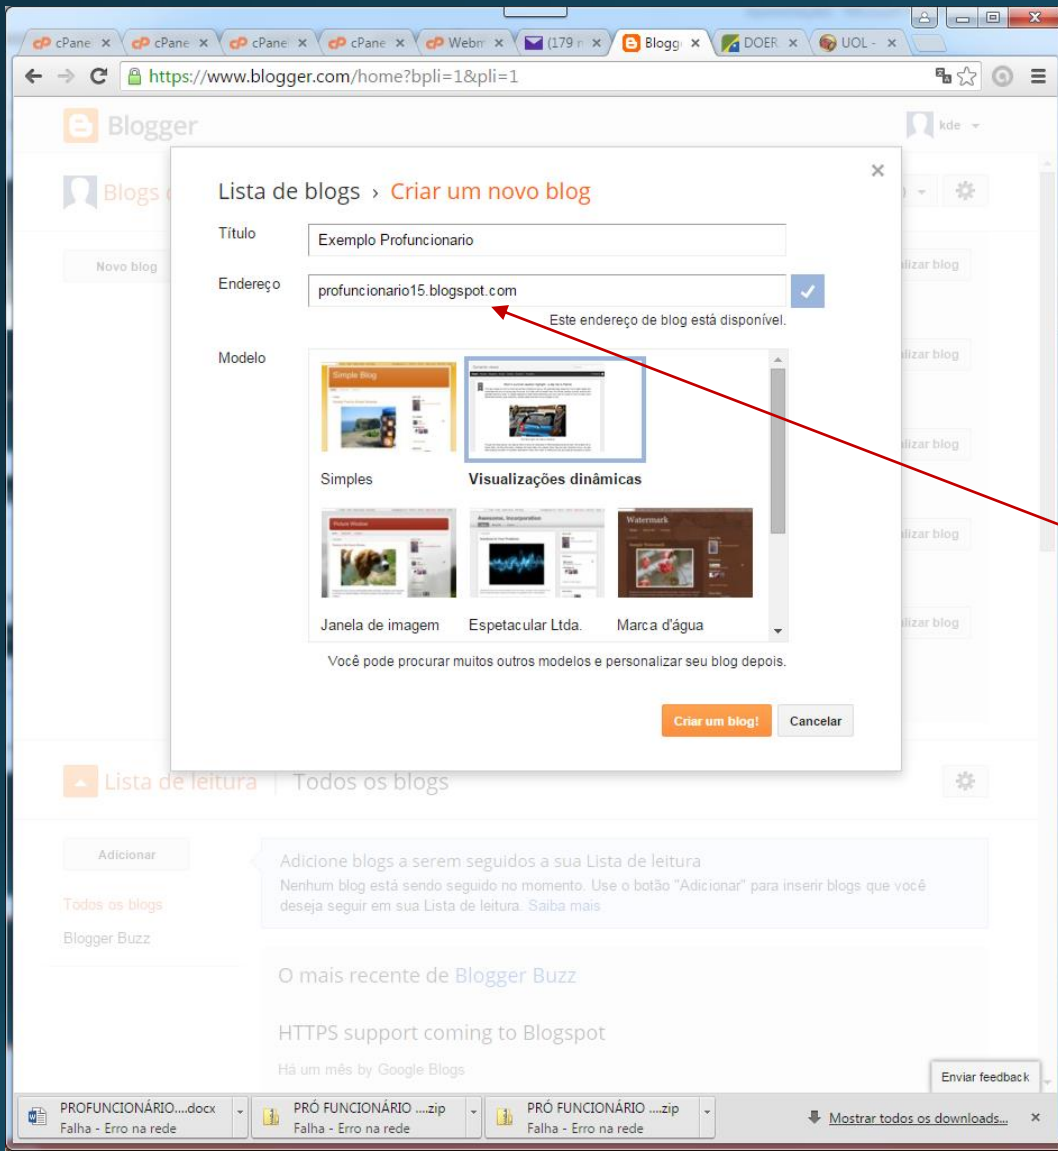 cPane
cPane
cPanel
cPane
Webm
(179 n
Blogg
DOER
UOL -
https://www.blogger.com/home?bpli=1&pli=1
Blogger
kde
Blogs
Lista de blogs › Criar um novo blog
Título
Exemplo Profuncionario
Novo blog
Endereço
profuncionario15.blogspot.com
Este endereço de blog está disponível.
Modelo
Simple Blog
Simples
Visualizações dinâmicas
Picture Window
Awesome, Incorporation
Watermark
Janela de imagem
Espetacular Ltda.
Marca d'água
Você pode procurar muitos outros modelos e personalizar seu blog depois.
Criar um blog!
Cancelar
Lista de leitura
Todos os blogs
Adicionar
Adicione blogs a serem seguidos a sua Lista de leitura
Nenhum blog está sendo seguido no momento. Use o botão "Adicionar" para inserir blogs que você
deseja seguir em sua Lista de leitura. Saiba mais
Todos os blogs
Blogger Buzz
O mais recente de Blogger Buzz
HTTPS support coming to Blogspot
Há um mês by Google Blogs
Enviar feedback
PROFUNCIONÁRIO....docx
Falha - Erro na rede
PRÓ FUNCIONÁRIO ....zip
Falha - Erro na rede
PRÓ FUNCIONÁRIO ....zip
Falha - Erro na rede
Mostrar todos os downloads...